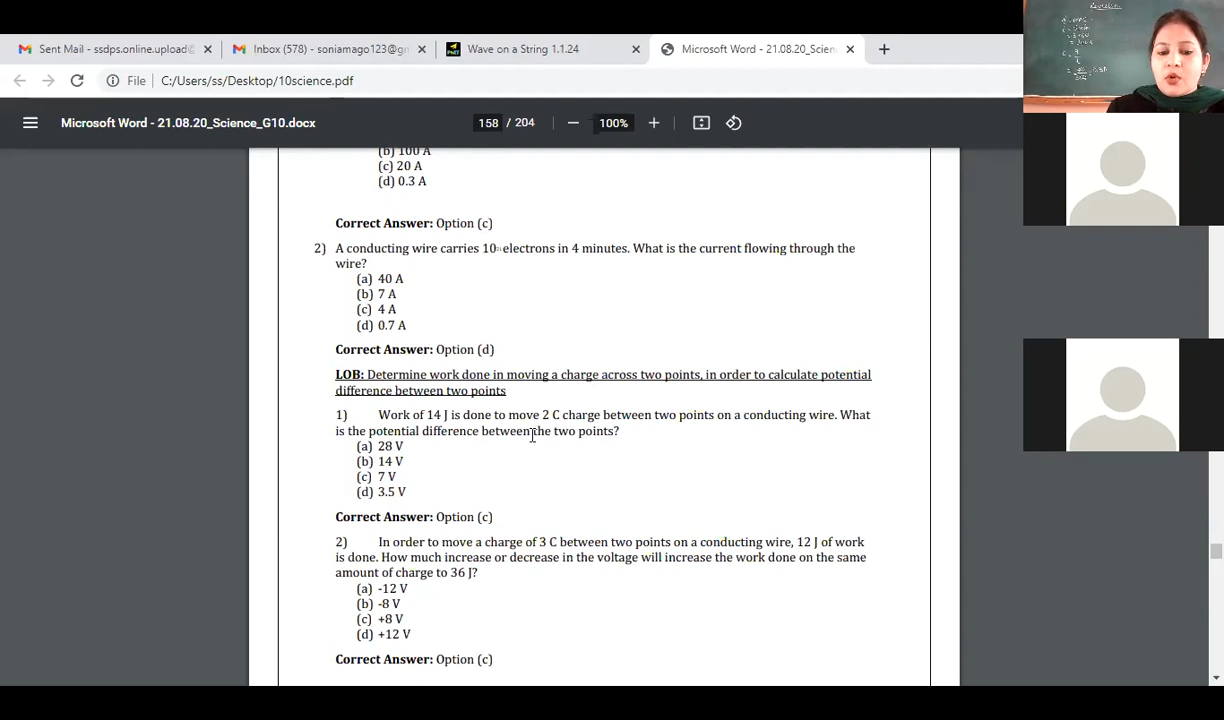 Sent Mail - ssdps.online.upload@
Inbox (578) - soniamago123@gm
Wave on a String 1.1.24
Microsoft Word - 21.08.20_Scien
File
C:/Users/ss/Desktop/10science.pdf
Microsoft Word - 21.08.20_Science_G10.docx
158 / 204
100%
(b) 100 A
(c) 20 A
(d) 0.3 A
Correct Answer: Option (c)
2) A conducting wire carries 10 electrons in 4 minutes. What is the current flowing through the
wire?
(a) 40 A
(b) 7 A
(c) 4 A
(d) 0.7 A
Correct Answer: Option (d)
LOB: Determine work done in moving a charge across two points, in order to calculate potential
difference between two points
1) Work of 14 J is done to move 2 C charge between two points on a conducting wire. What
is the potential difference between the two points?
(a) 28 V
(b) 14 V
(c) 7 V
(d) 3.5 V
Correct Answer: Option (c)
2) In order to move a charge of 3 C between two points on a conducting wire, 12 J of work
is done. How much increase or decrease in the voltage will increase the work done on the same
amount of charge to 36 J?
(a) -12 V
(b) -8 V
(c) +8 V
(d) +12 V
Correct Answer: Option (c)